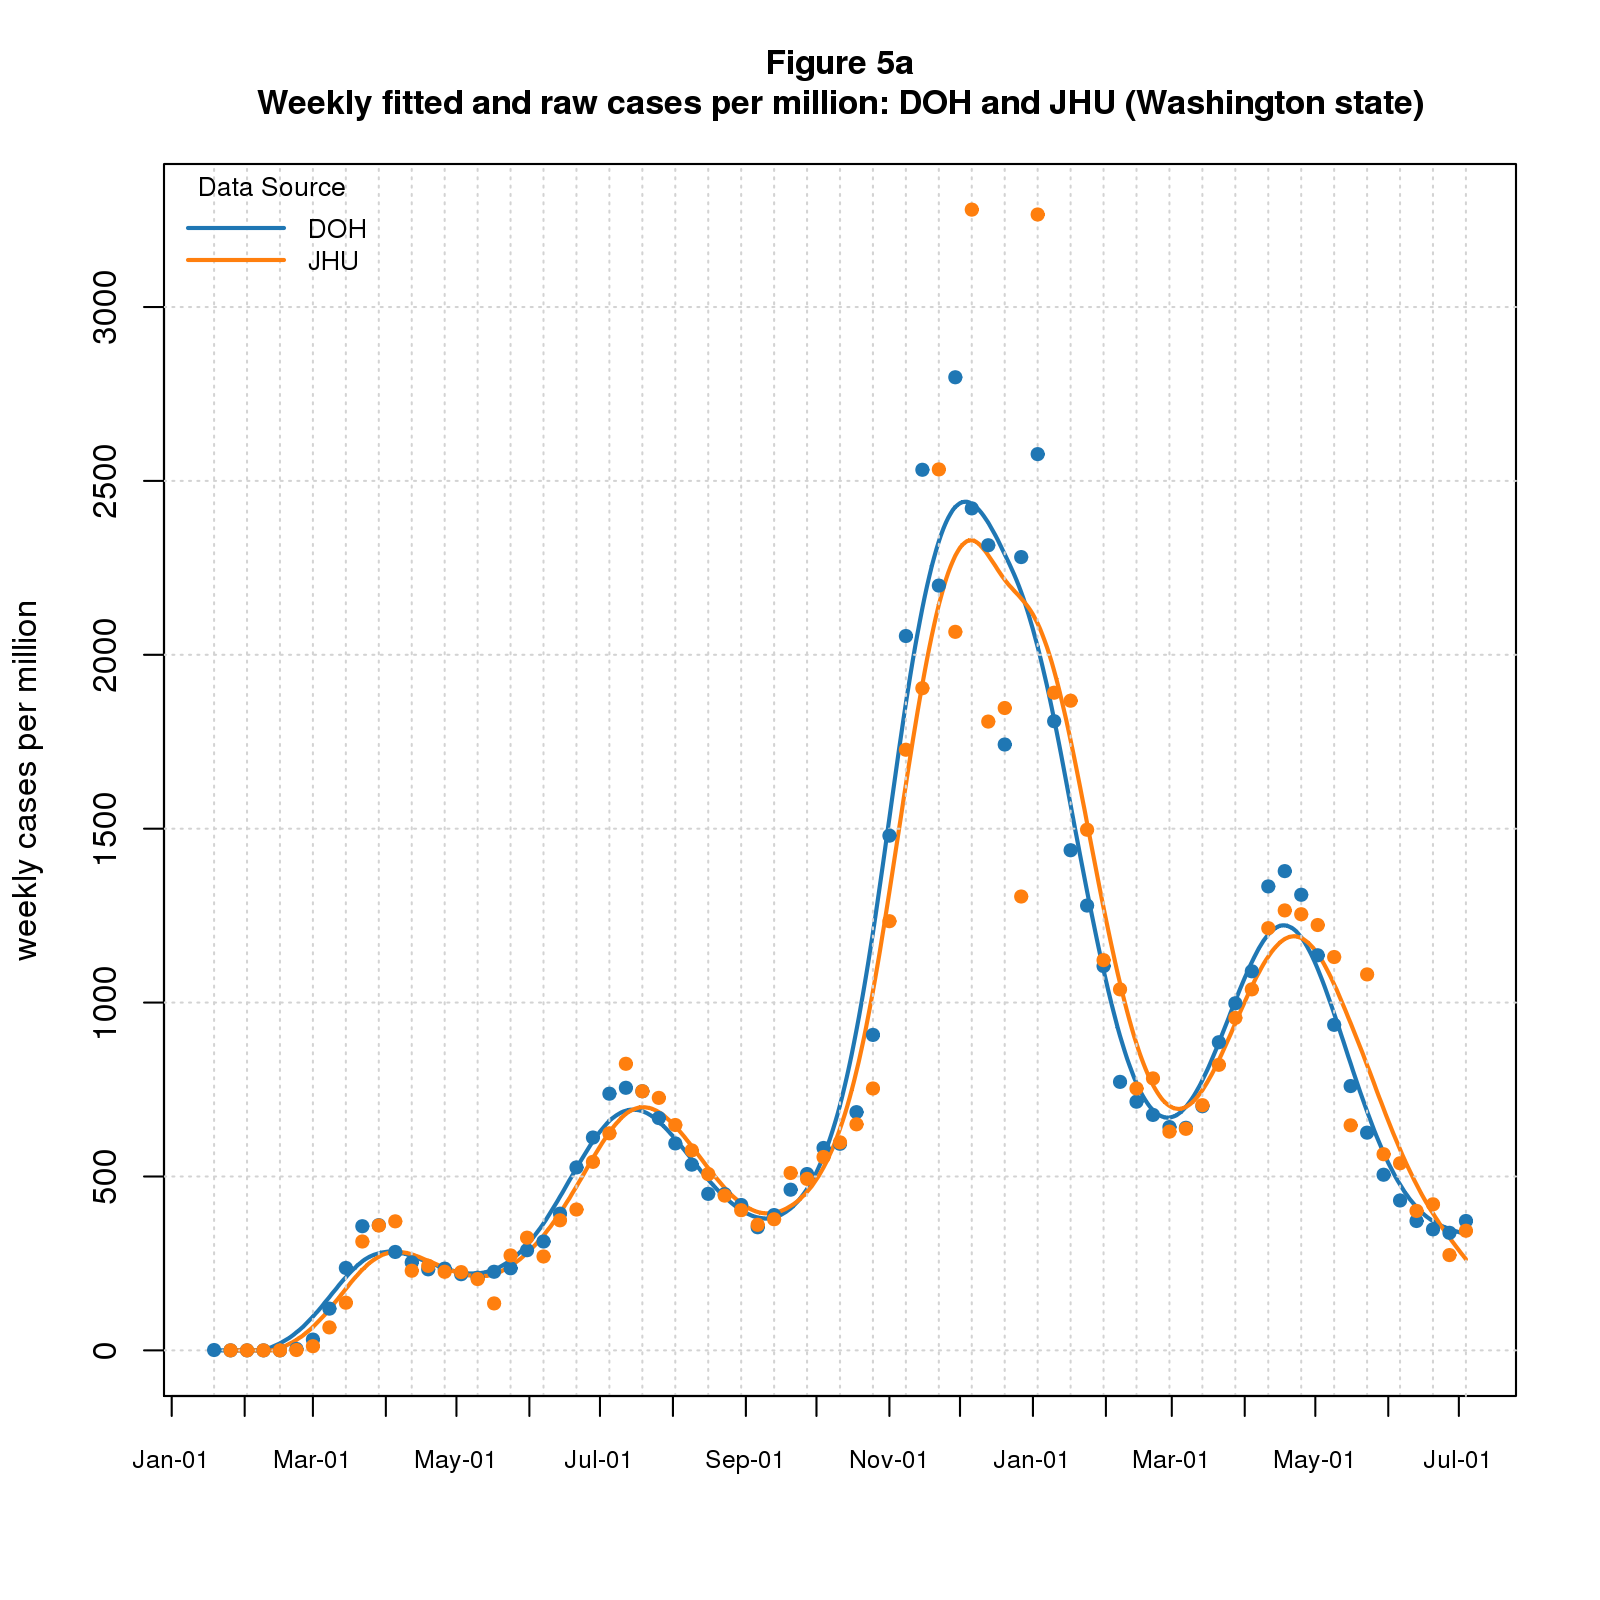 Figure 5a
Weekly fitted and raw cases per million: DOH and JHU (Washington state)
Data Source
DOH
JHU
weekly cases per million
3000
2500
2000
1500
1000
500
0
Jan-01 Mar-01 May-01 Jul-01 Sep-01 Nov-01 Jan-01 Mar-01 May-01 Jul-01